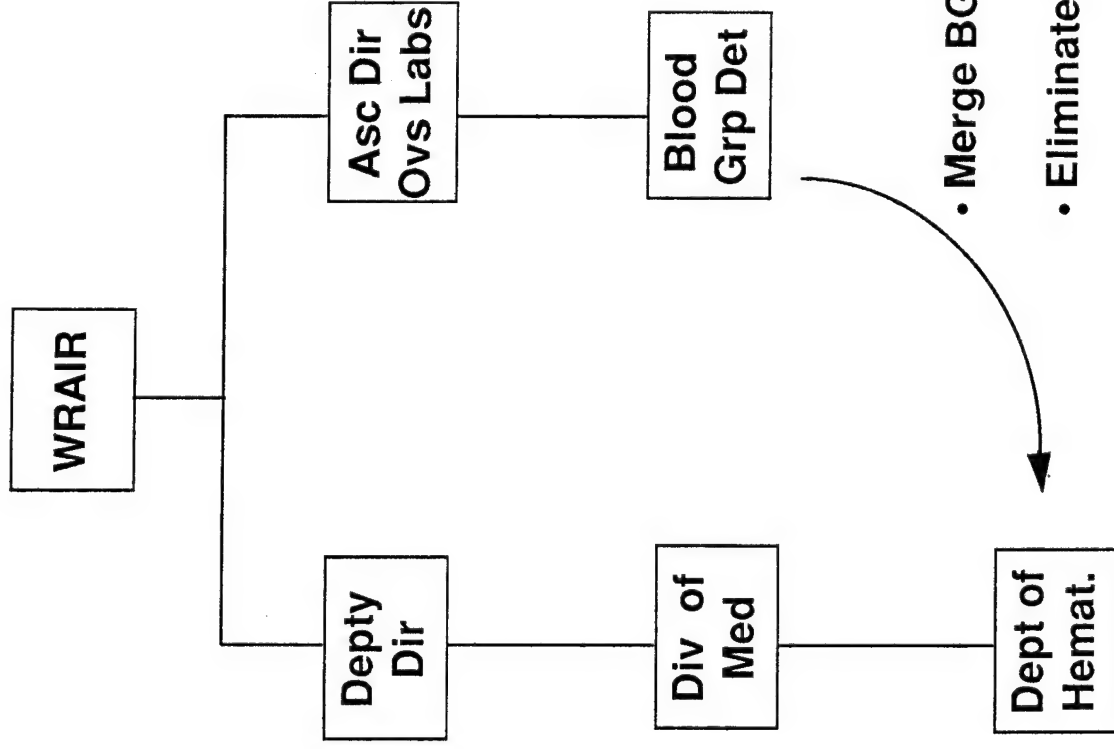 WRAIR
Depty
Dir
Asc Dir
Ovs Labs
Div of
Med
Blood
Grp Det
Dept of
Hemat.
• Merge BG
• Eliminate